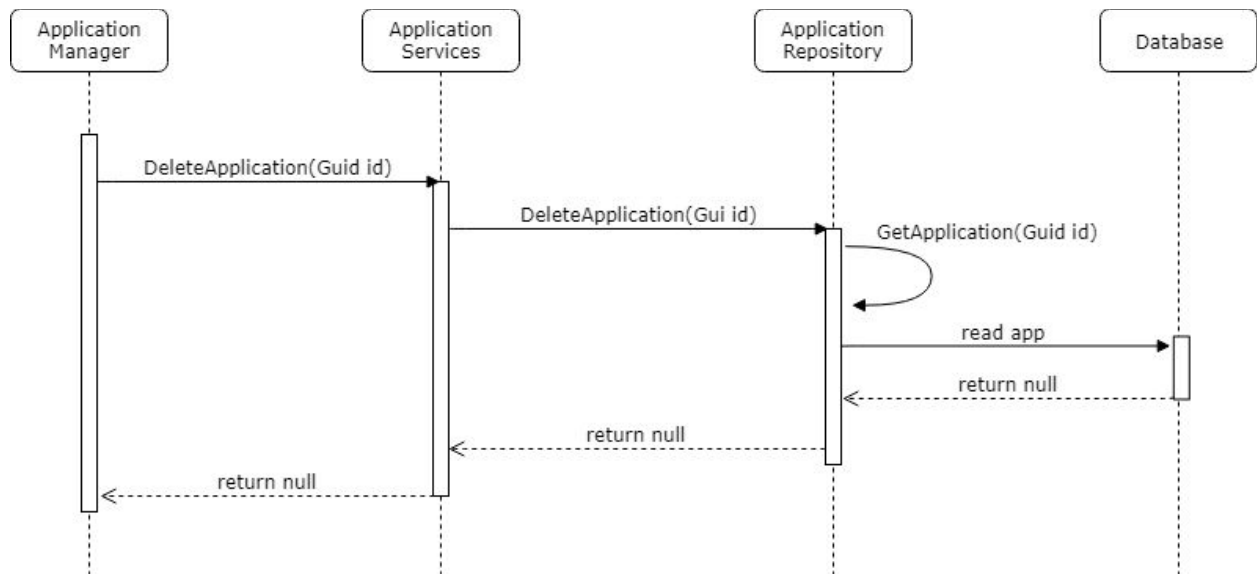 Application
Manager
Application
Services
Application
Repository
Database
DeleteApplication(Guid id)
DeleteApplication(Gui id)
GetApplication(Guid id)
read app
return null
return null
return null